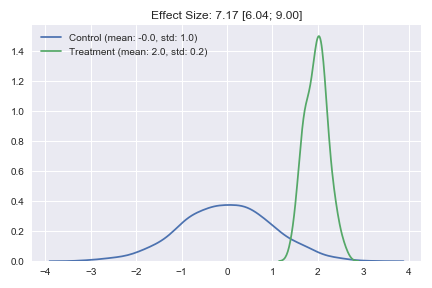 Effect Size: 7.17 [6.04; 9.00]
Control (mean: -0.0, std: 1.0)
Treatment (mean: 2.0, std: 0.2)
1.4
1.2
1.0
0.8
0.6
0.4
0.2
0.0
−4 −3 −2 −1 0 1 2 3 4